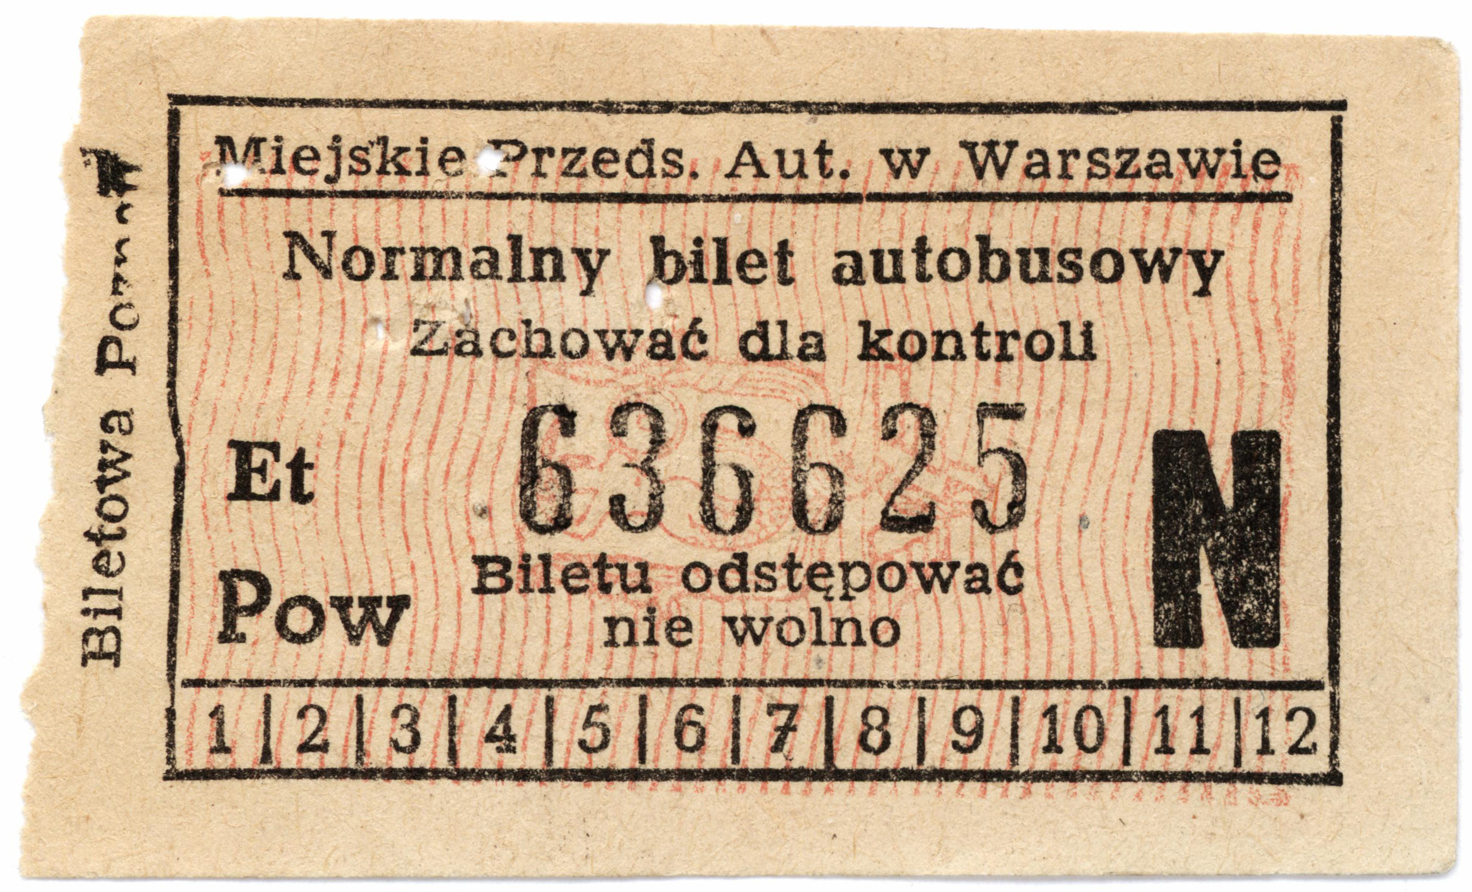 Miejskie Przeds. Aut. w Warszawie
Normalny bilet autobusowy
Zachować dla kontroli
636625
Et
N
Biletu odstępować
Pow
nie wolno
1 | 2 | 3 | 4 | 5 | 6 | 7 | 8 | 9 | 10 | 11 | 12
Biletowa